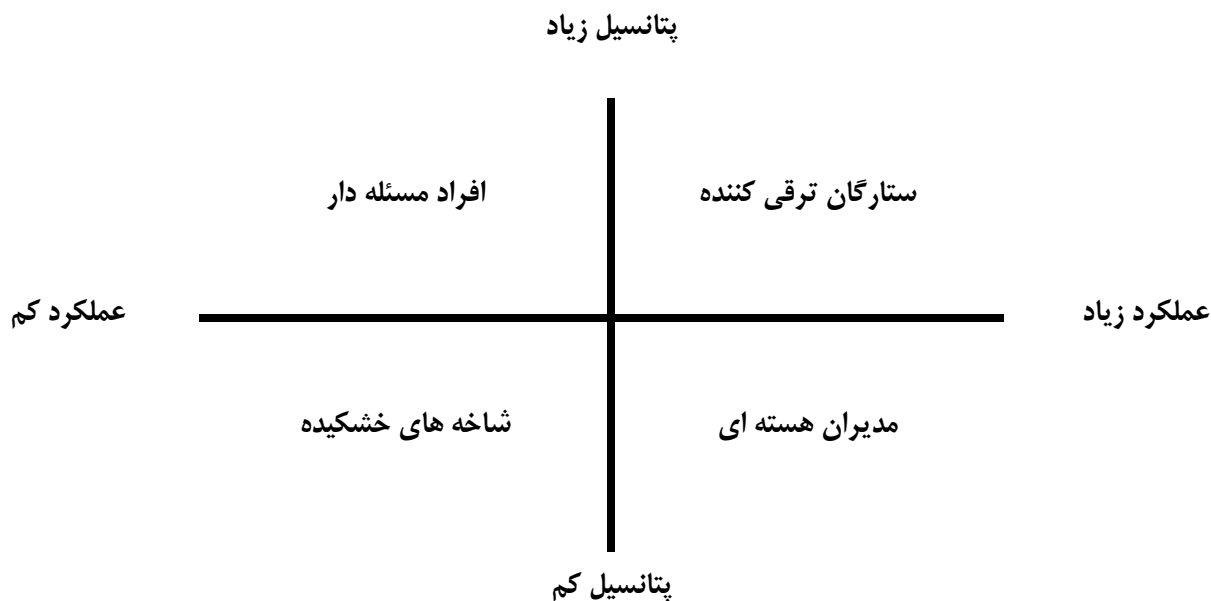 پتانسیل زیاد
ستارگان ترقی کننده
افراد مسئله دار
عملکرد زیاد
عملکرد کم
مدیران هسته ای
شاخه های خشکیده
پتانسیل کم